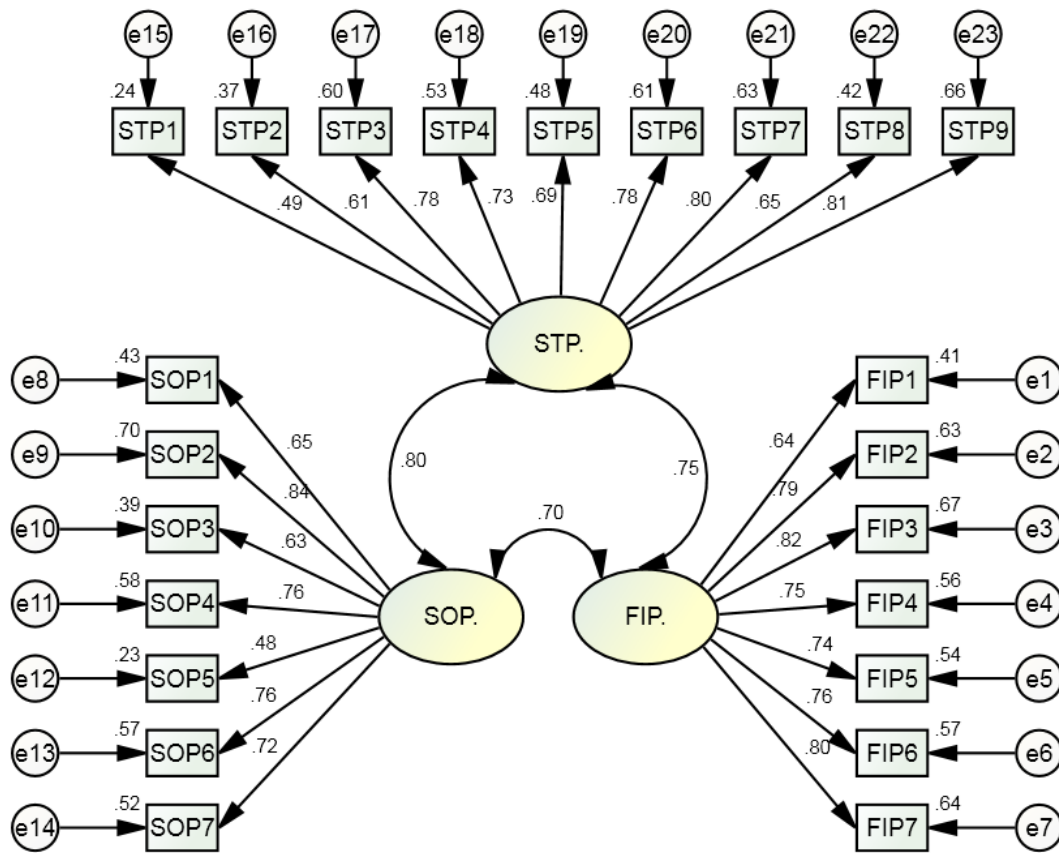 e15 e16 e17 e18 e19 e20 e21 e22 e23
.24 .37 .60 .53 .48 .61 .63 .42 .66
STP1 STP2 STP3 STP4 STP5 STP6 STP7 STP8 STP9
.49 .61 .78 .73 .69 .78 .80 .65 .81
STP.
.43 .41
e8 SOP1 FIP1 e1
.65 .64
.70 .63
e9 SOP2 .80 .75 FIP2 e2
.84 .79
.39 .70 .67
e10 SOP3 .63 .82 FIP3 e3
.58 .56
e11 SOP4 .76 SOP. FIP. .75 FIP4 e4
.23 .48 .74 .54
e12 SOP5 FIP5 e5
.76 .76
.57 .57
e13 SOP6 .72 .80 FIP6 e6
.52 .64
e14 SOP7 FIP7 e7